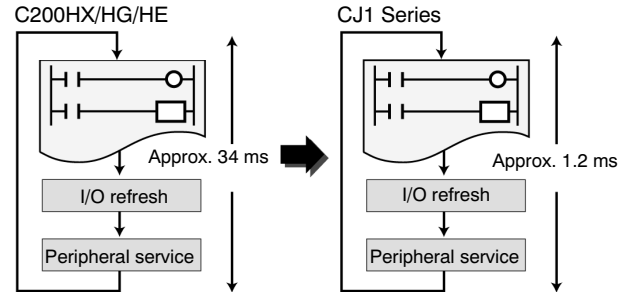 C200HX/HG/HE
Approx. 34 ms
I/O refresh
Peripheral service
CJ1 Series
Approx. 1.2 ms
I/O refresh
Peripheral service